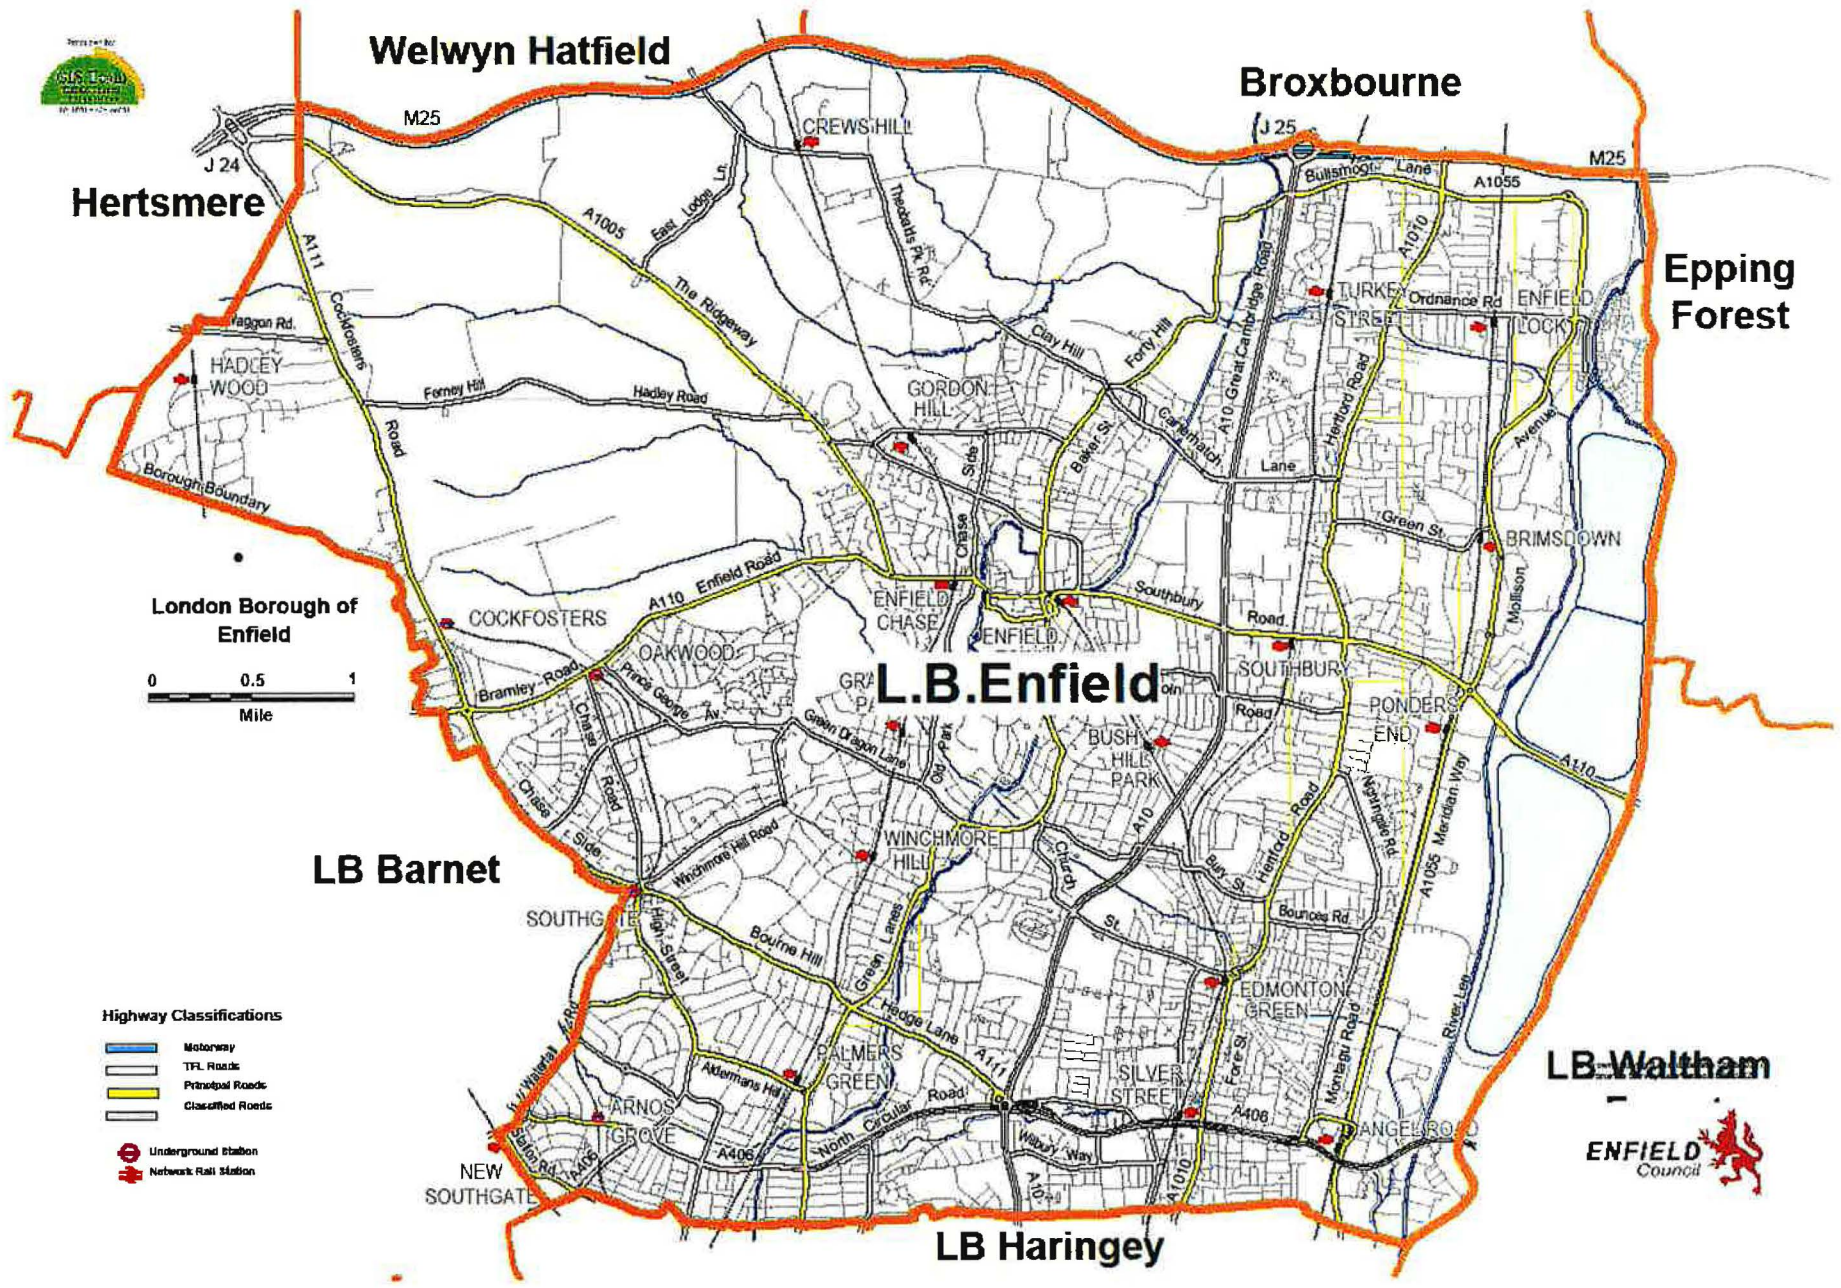 Welwyn Hatfield
Broxbourne
M25
CREWS HILL
J 25
M25
J 24
Bullsmoor Lane
A1055
Hertsmere
A1005
East Lodge Ln.
Theobalds Pk Rd.
A1010
A111
Cockfosters
The Ridgeway
Epping
Forest
A10 Great Cambridge Road
TURKEY
STREET
Ordnance Rd
ENFIELD
LOCK
Waggon Rd.
Clay Hill
Forty Hill
HADLEY
WOOD
Ferney Hill
Hadley Road
GORDON
HILL
Hertford Road
Carterhatch
Lane
Baker St.
Avenue
Road
Side
Borough Boundary
Chase
Green St.
BRIMSDOWN
London Borough of
Enfield
A110 Enfield Road
ENFIELD
CHASE
ENFIELD
Southbury
Road
Mollison
COCKFOSTERS
OAKWOOD
0 0.5 1
Mile
Bramley Road
Prince George Av.
L.B.Enfield
GRA
P
oln
Road
SOUTHBURY
PONDERS
END
Chase
Road
Green Dragon Lane
Old Park
BUSH
HILL
PARK
A110
Chase
Side
Winchmore Hill Road
WINCHMORE
HILL
A10
Hertford Road
Nightingale Rd.
A1055 Meridian Way
LB Barnet
Church
St.
Bury St.
Bounces Rd.
SOUTHGATE
High Street
Bourne Hill
Green Lanes
EDMONTON
GREEN
River Lee
Highway Classifications
Motorway
TFL Roads
Principal Roads
Classified Roads
Underground Station
Network Rail Station
Hedge Lane
A111
Montagu Road
Fore St.
PALMERS
GREEN
Aldermans Hill
SILVER
STREET
LB Waltham
ARNOS
GROVE
North Circular Road
A406
A406
Wilbury Way
ANGEL ROAD
Station Rd.
A406
A10
A1010
NEW
SOUTHGATE
ENFIELD
Council
LB Haringey